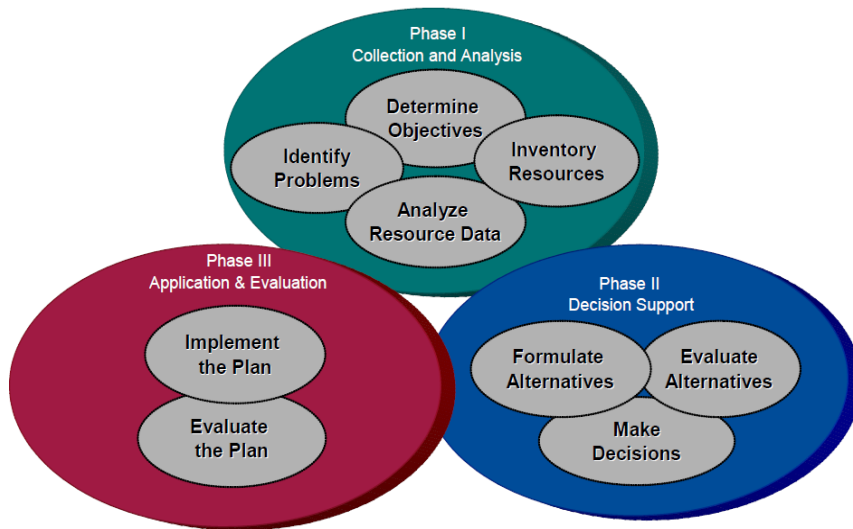 Phase I
Collection and Analysis
Determine
Objectives
Identify
Problems
Inventory
Resources
Analyze
Resource Data
Phase III
Application & Evaluation
Implement
the Plan
Evaluate
the Plan
Phase II
Decision Support
Formulate
Alternatives
Evaluate
Alternatives
Make
Decisions